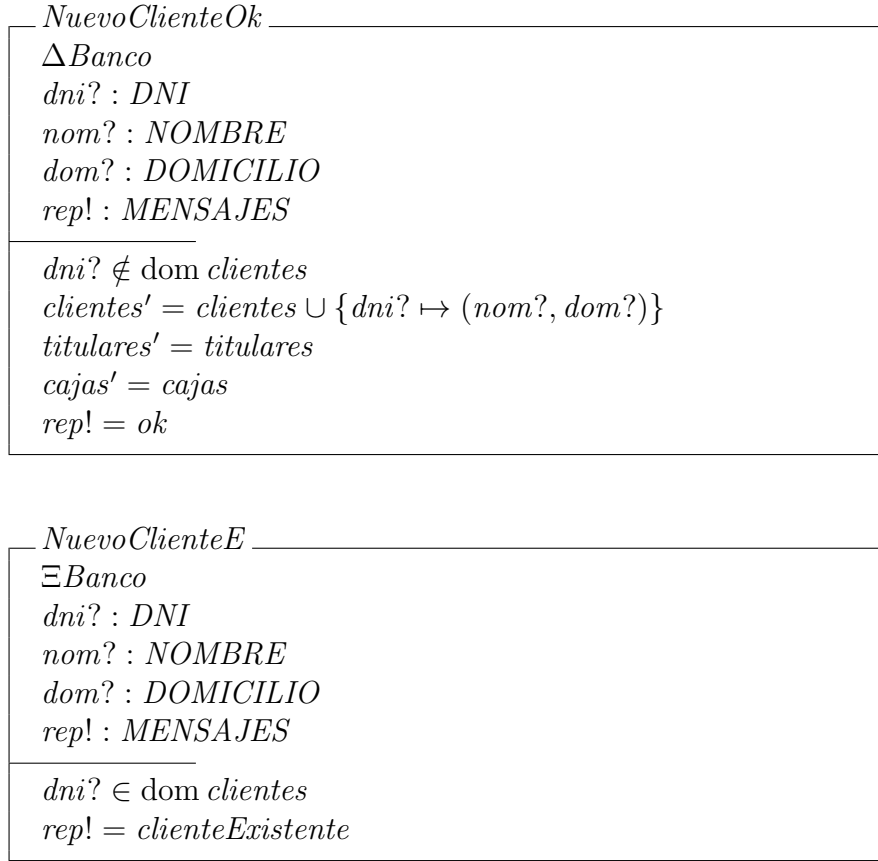 NuevoClienteOk
ΔBanco
dni? : DNI
nom? : NOMBRE
dom? : DOMICILIO
rep! : MENSAJES
dni? ∉ dom clientes
clientes′ = clientes ∪ {dni? ↦ (nom?, dom?)}
titulares′ = titulares
cajas′ = cajas
rep! = ok
NuevoClienteE
ΞBanco
dni? : DNI
nom? : NOMBRE
dom? : DOMICILIO
rep! : MENSAJES
dni? ∈ dom clientes
rep! = clienteExistente